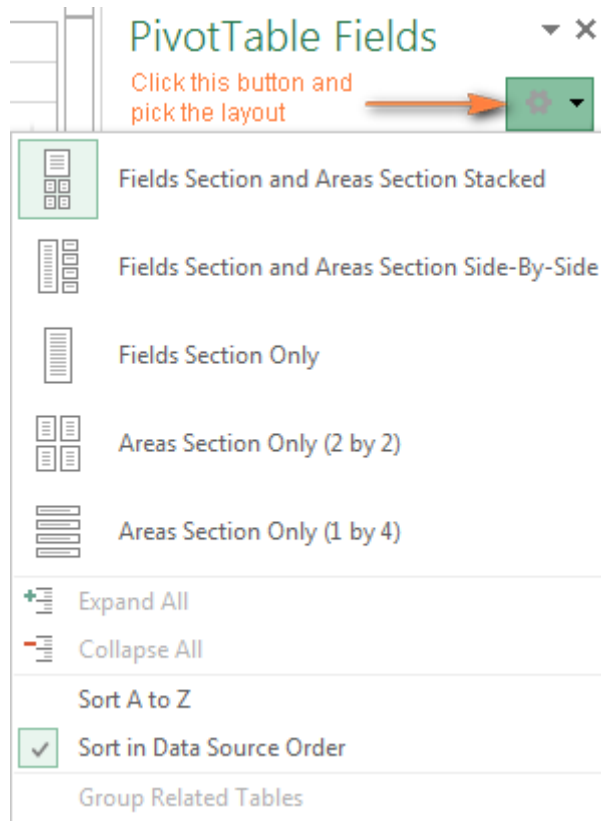 PivotTable Fields
Click this button and
pick the layout
Fields Section and Areas Section Stacked
Fields Section and Areas Section Side-By-Side
Fields Section Only
Areas Section Only (2 by 2)
Areas Section Only (1 by 4)
Expand All
Collapse All
Sort A to Z
Sort in Data Source Order
Group Related Tables